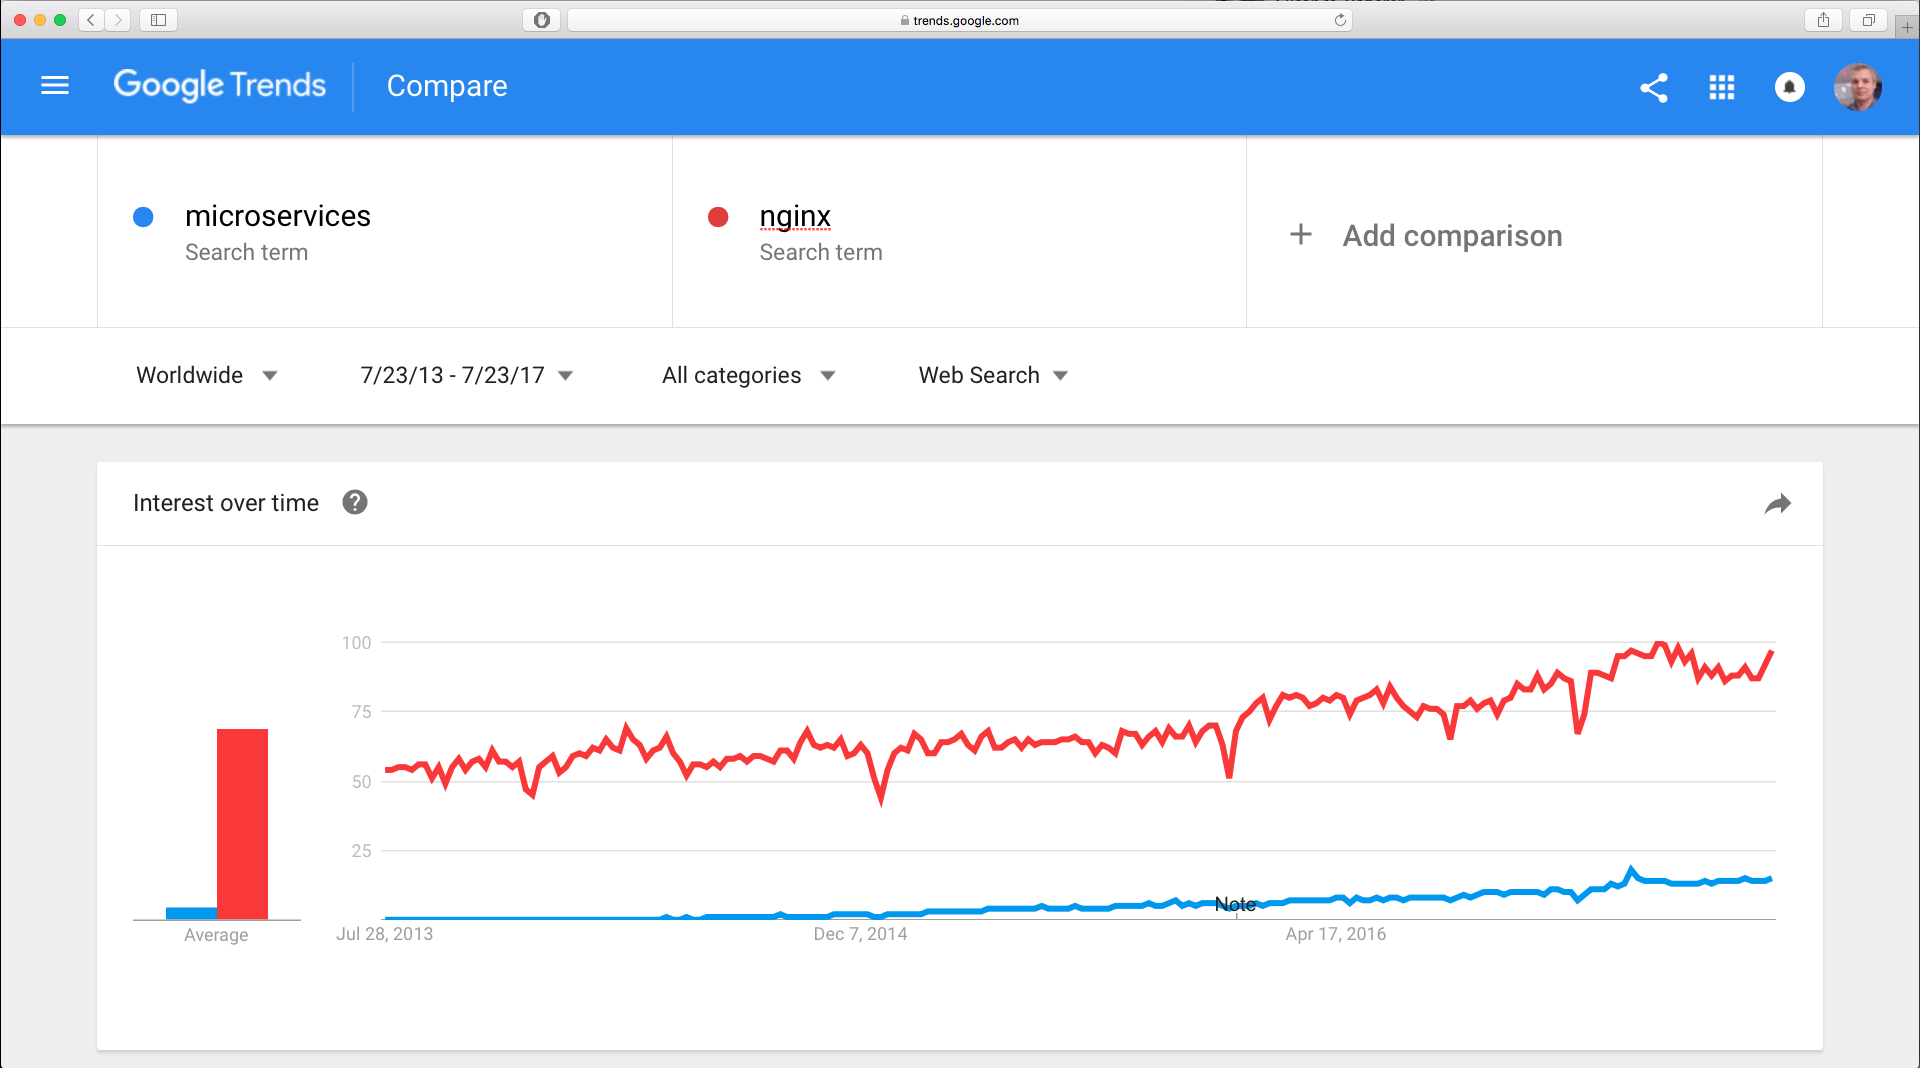 trends.google.com
Google Trends
Compare
microservices
Search term
nginx
Search term
+ Add comparison
Worldwide
7/23/13 - 7/23/17
All categories
Web Search
Interest over time
?
100
75
50
25
Note
Average
Jul 28, 2013
Dec 7, 2014
Apr 17, 2016